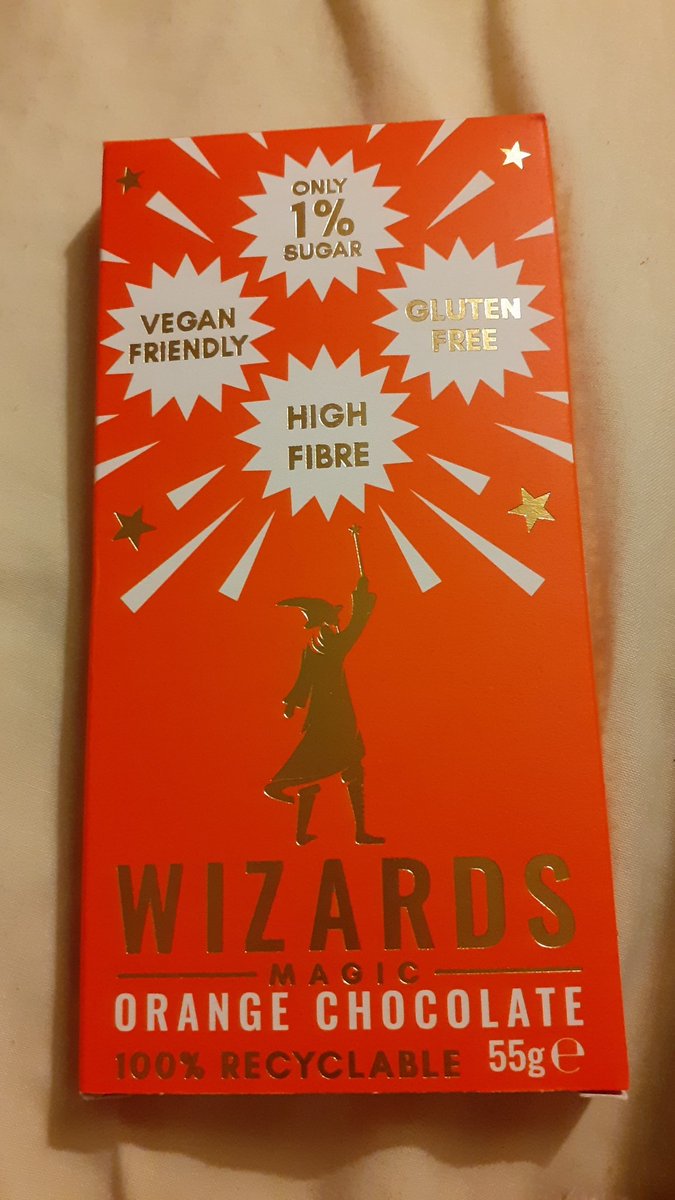 ONLY
1%
SUGAR
VEGAN
FRIENDLY
GLUTEN
FREE
HIGH
FIBRE
WIZARDS
MAGIC
ORANGE CHOCOLATE
100% RECYCLABLE 55g℮